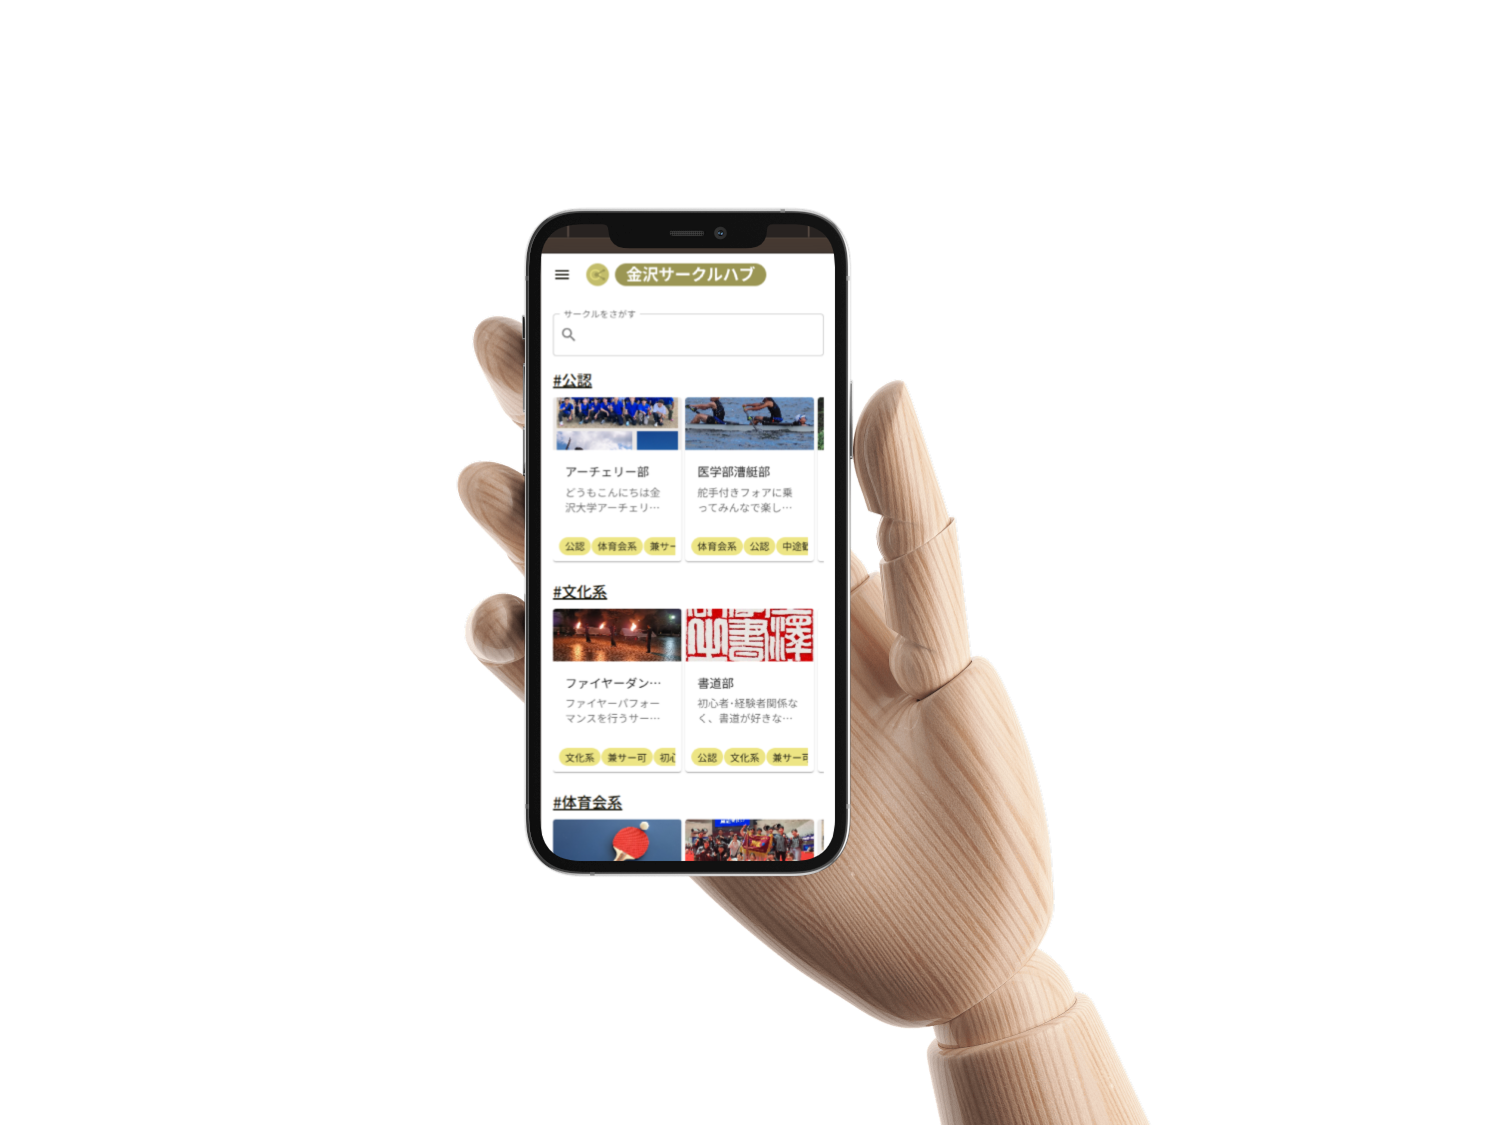 金沢サークルハブ
サークルをさがす
#公認
アーチェリー部
どうもこんにちは金
沢大学アーチェリ…
公認 体育会系 兼サー
医学部漕艇部
舵手付きフォアに乗
ってみんなで楽し…
体育会系 公認 中途
#文化系
ファイヤーダン…
ファイヤーパフォー
マンスを行うサー…
文化系 兼サー可 初心
書道部
初心者･経験者関係な
く、書道が好きな…
公認 文化系 兼サー可
#体育会系